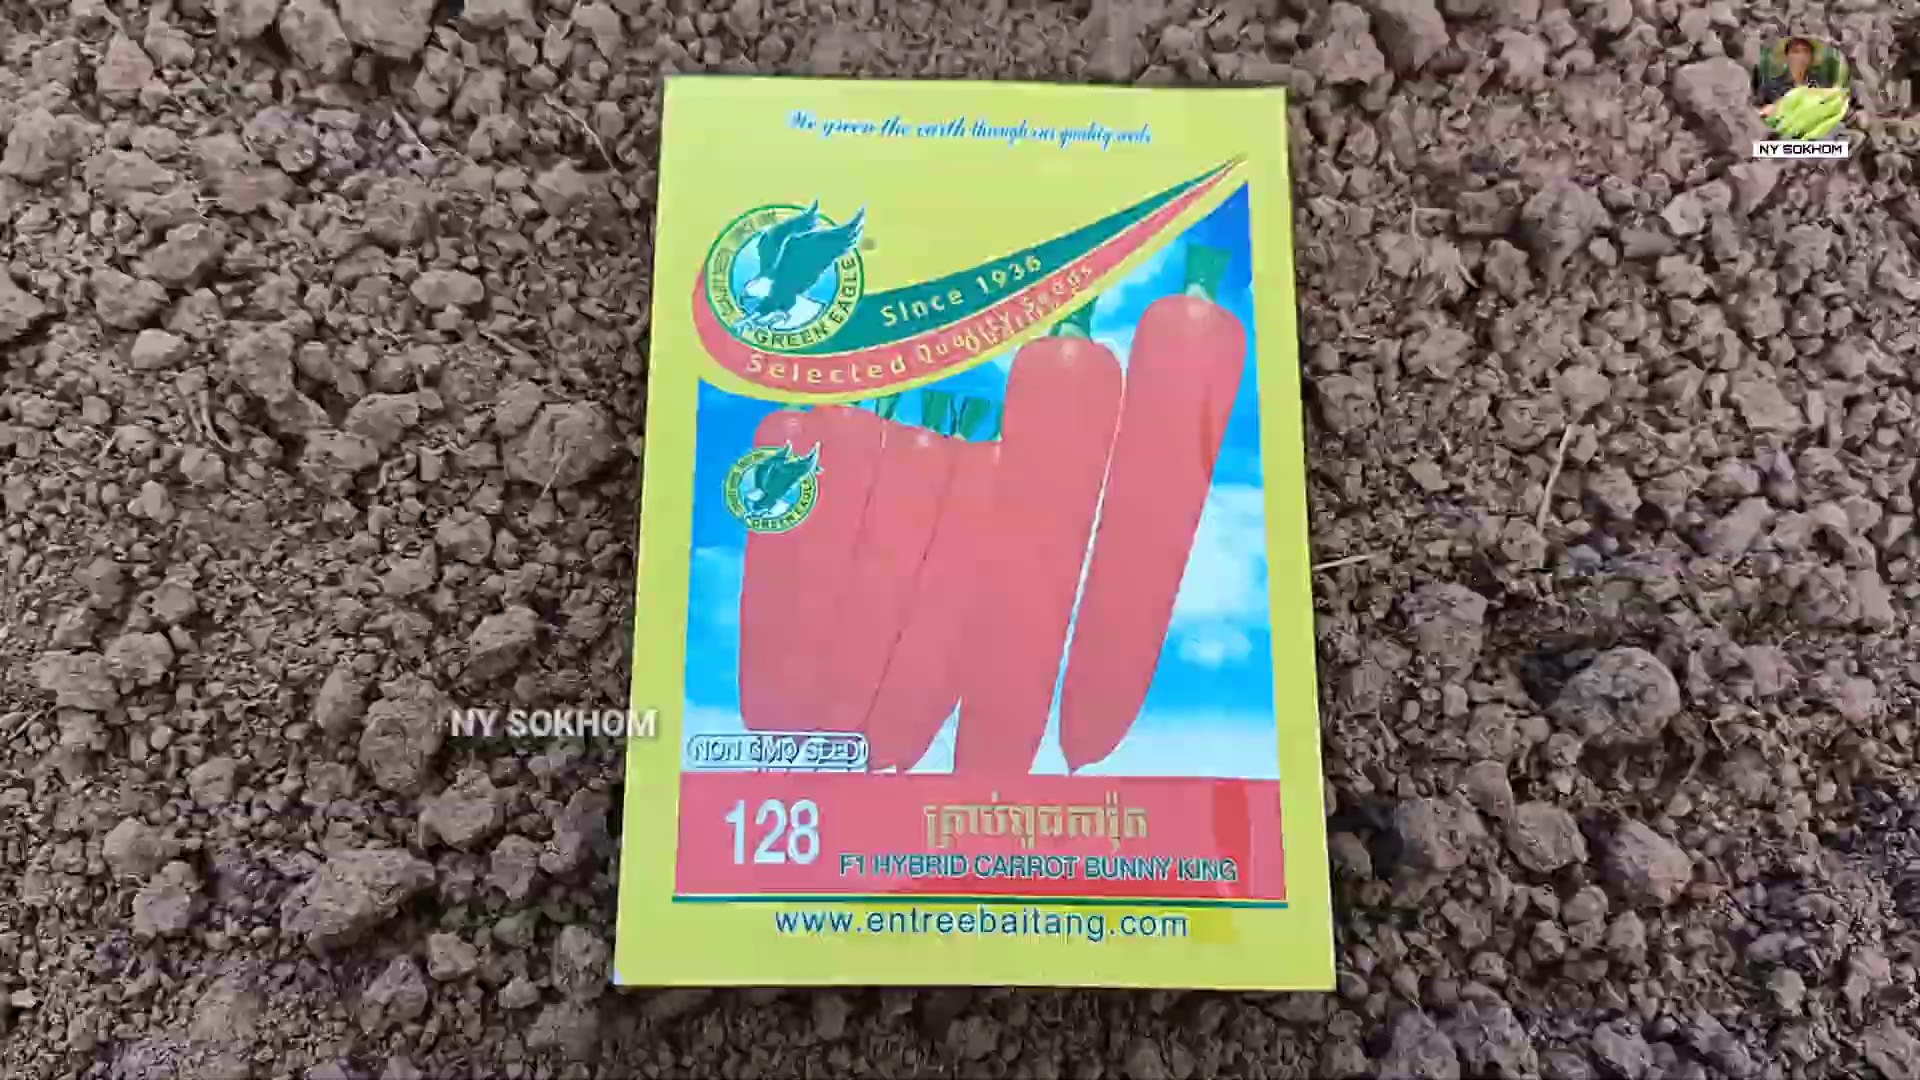 We green the earth through our quality seeds
NY SOKHOM
Since 1936
GREEN EAGLE
Selected Quality Seeds
GREEN EAGLE
NY SOKHOM
NON GMO SEED
128
គ្រាប់ពូជការ៉ុត
F1 HYBRID CARROT BUNNY KING
www.entreebaitang.com